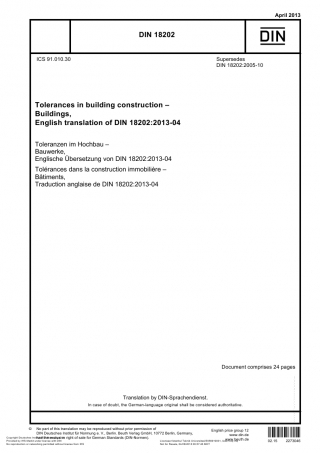 April 2013
DIN 18202
DIN
ICS 91.010.30
Supersedes
DIN 18202:2005-10
Tolerances in building construction –
Buildings,
English translation of DIN 18202:2013-04
Toleranzen im Hochbau –
Bauwerke,
Englische Übersetzung von DIN 18202:2013-04
Tolérances dans la construction immobilière –
Bâtiments,
Traduction anglaise de DIN 18202:2013-04
Document comprises 24 pages
Translation by DIN-Sprachendienst.
In case of doubt, the German-language original shall be considered authoritative.
© No part of this translation may be reproduced without prior permission of
DIN Deutsches Institut für Normung e. V., Berlin. Beuth Verlag GmbH, 10772 Berlin, Germany,
has the exclusive right of sale for German Standards (DIN-Normen).
English price group 13
www.din.de
www.beuth.de